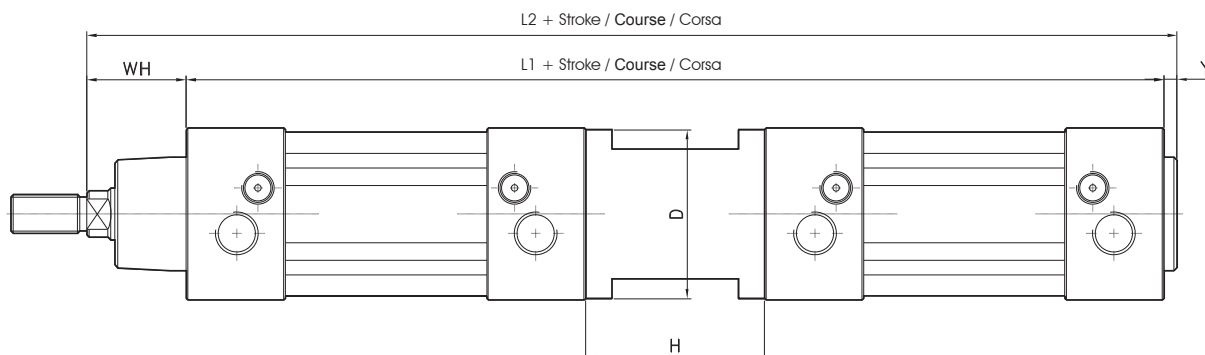 L2 + Stroke / Course / Corsa
WH
L1 + Stroke / Course / Corsa
D
H